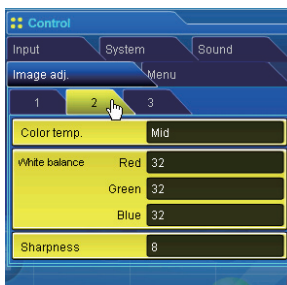 Control
Input System Sound
Image adj. Menu
1 2 3
Color temp. Mid
White balance Red 32
Green 32
Blue 32
Sharpness 8